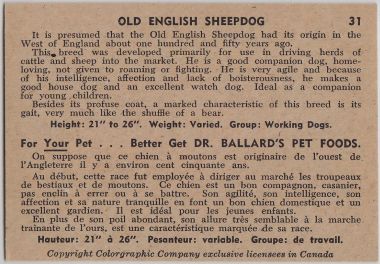 OLD ENGLISH SHEEPDOG 31
It is presumed that the Old English Sheepdog had its origin in the
West of England about one hundred and fifty years ago.
This breed was developed primarily for use in driving herds of
cattle and sheep into the market. He is a good companion dog, home-
loving, not given to roaming or fighting. He is very agile and because
of his intelligence, affection and lack of boisterousness, he makes a
good house dog and an excellent watch dog. Ideal as a companion
for young children.
Besides its profuse coat, a marked characteristic of this breed is its
gait, very much like the shuffle of a bear.
Height: 21" to 26". Weight: Varied. Group: Working Dogs.
For Your Pet . . . Better Get DR. BALLARD'S PET FOODS.
On suppose que ce chien à moutons est originaire de l'ouest de
l'Angleterre il y a environ cent cinquante ans.
Au début, cette race fut employée à diriger au marché les troupeaux
de bestiaux et de moutons. Ce chien est un bon compagnon, casanier,
pas enclin à errer ou à se battre. Son agilité, son intelligence, son
affection et sa nature tranquille en font un bon chien domestique et un
excellent gardien. Il est idéal pour les jeunes enfants.
En plus de son poil abondant, son allure très semblable à la marche
traînante de l'ours, est une caractéristique marquée de sa race.
Hauteur: 21" à 26". Pesanteur: variable. Groupe: de travail.
Copyright Colorgraphic Company exclusive licensees in Canada